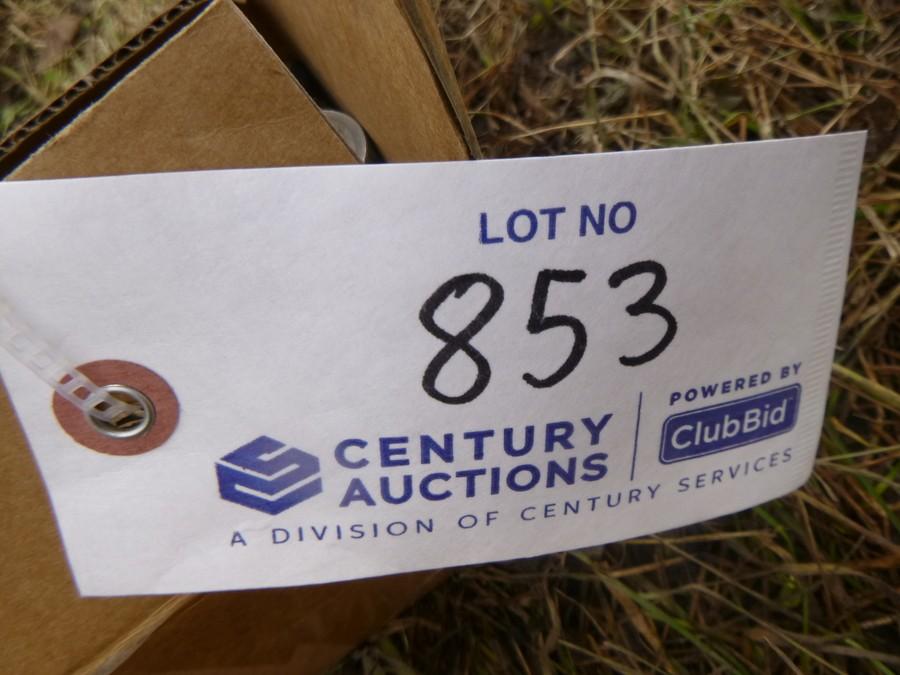 LOT NO
853
CENTURY
AUCTIONS
A DIVISION OF CENTURY SERVICES
POWERED BY
ClubBid